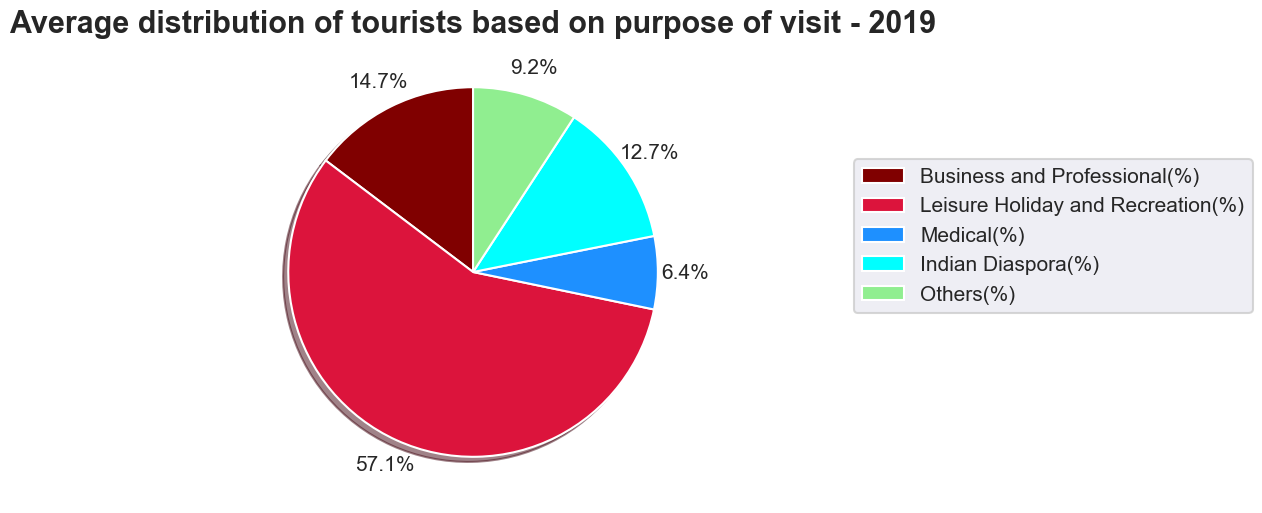 Average distribution of tourists based on purpose of visit - 2019
9.2%
14.7%
12.7%
6.4%
57.1%
Business and Professional(%)
Leisure Holiday and Recreation(%)
Medical(%)
Indian Diaspora(%)
Others(%)